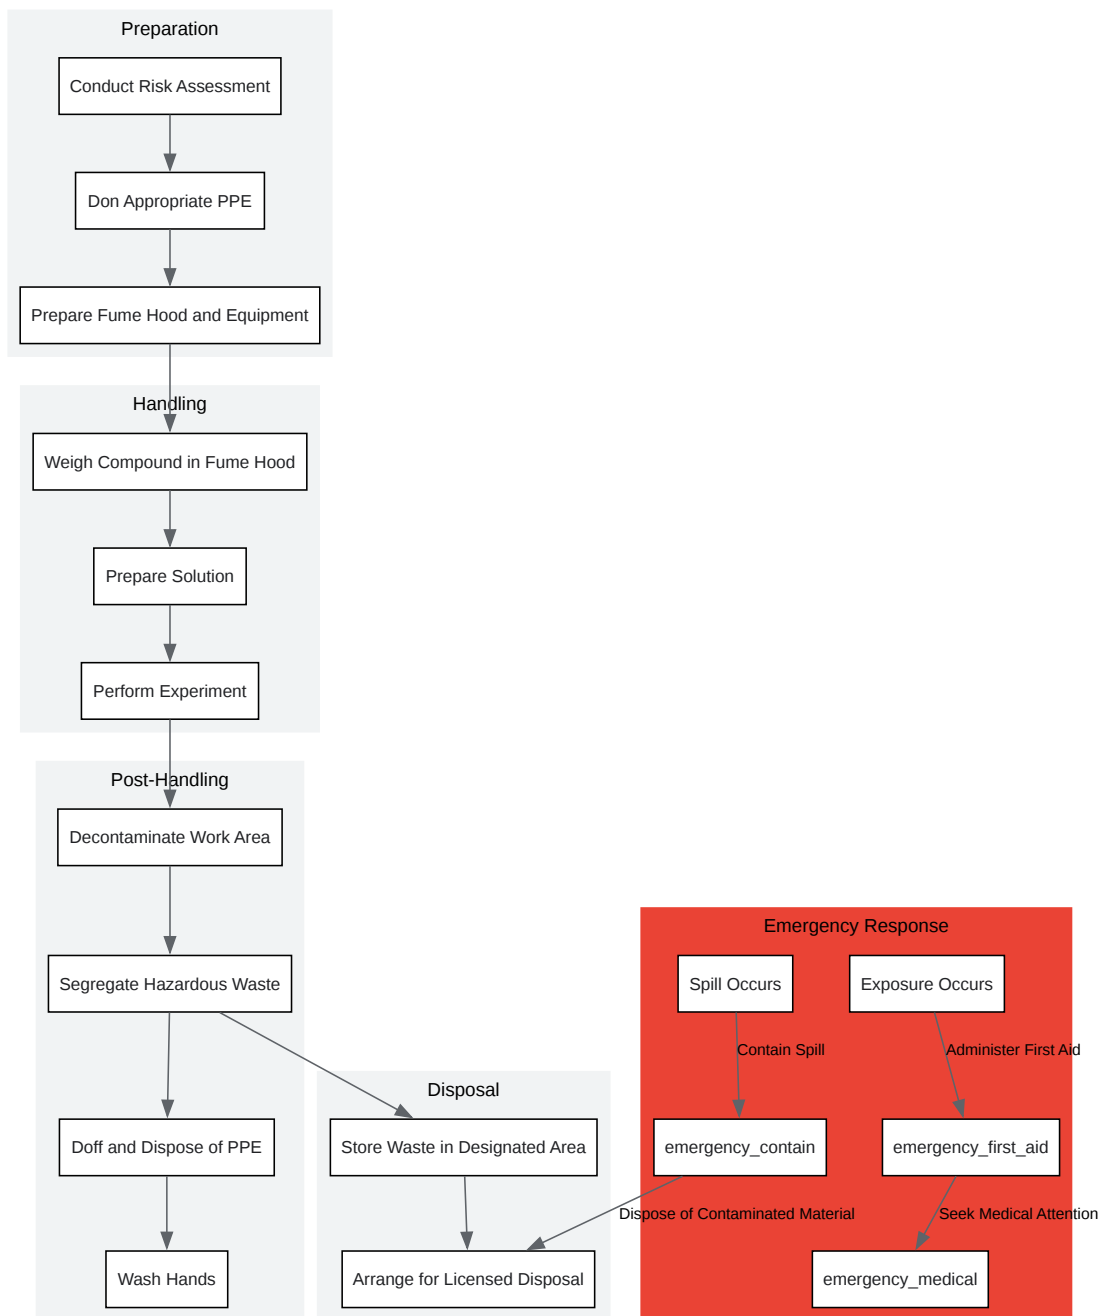 Preparation
Conduct Risk Assessment
Don Appropriate PPE
Prepare Fume Hood and Equipment
Handling
Weigh Compound in Fume Hood
Prepare Solution
Perform Experiment
Post-Handling
Decontaminate Work Area
Segregate Hazardous Waste
Doff and Dispose of PPE
Wash Hands
Disposal
Store Waste in Designated Area
Arrange for Licensed Disposal
Emergency Response
Spill Occurs
Exposure Occurs
Contain Spill
Administer First Aid
emergency_contain
emergency_first_aid
Dispose of Contaminated Material
Seek Medical Attention
emergency_medical